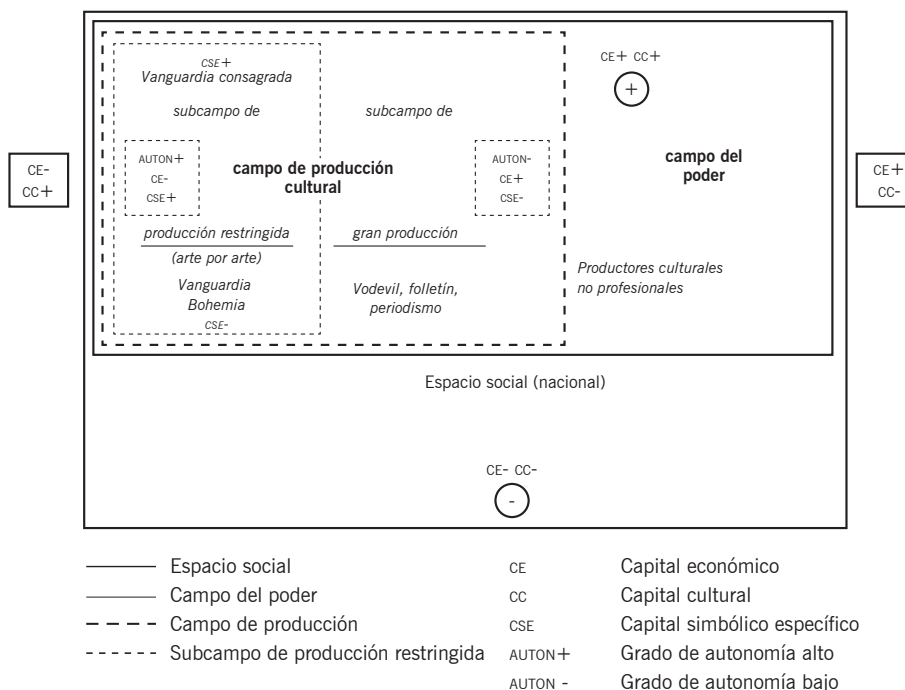 CSE+
Vanguardia consagrada
subcampo de
subcampo de
CE+ CC+
+
CE-
CC+
AUTON+
CE-
CSE+
campo de producción
cultural
AUTON-
CE+
CSE-
campo del
poder
CE+
CC-
producción restringida
(arte por arte)
gran producción
Vanguardia
Bohemia
CSE-
Vodevil, folletín,
periodismo
Productores culturales
no profesionales
Espacio social (nacional)
CE- CC-
-
Espacio social
Campo del poder
Campo de producción
Subcampo de producción restringida
CE Capital económico
CC Capital cultural
CSE Capital simbólico específico
AUTON+ Grado de autonomía alto
AUTON - Grado de autonomía bajo